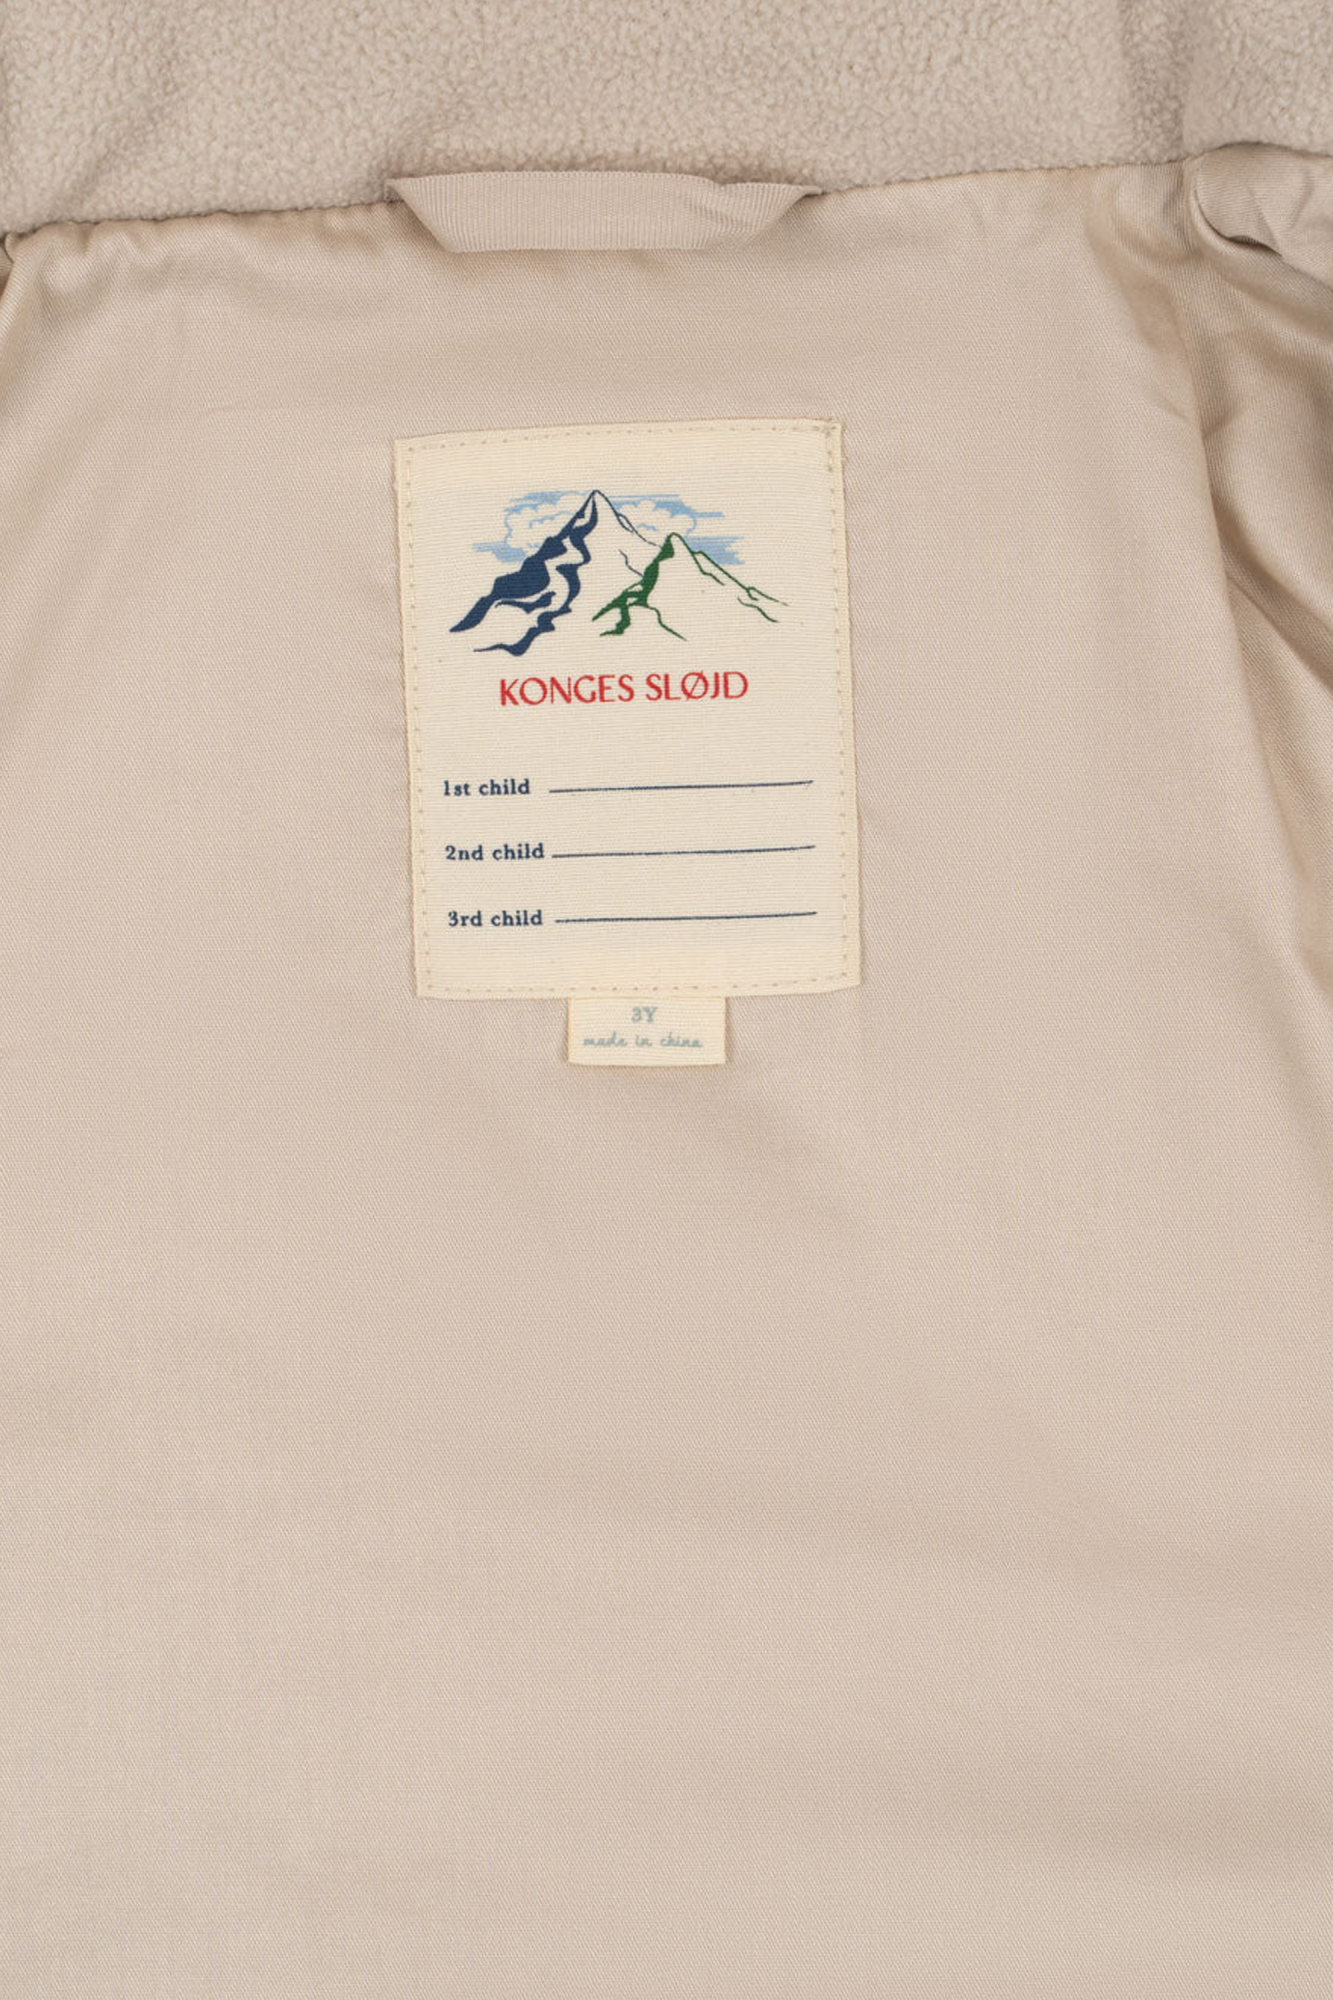 KONGES SLØJD
1st child
2nd child
3rd child
3Y
made in china